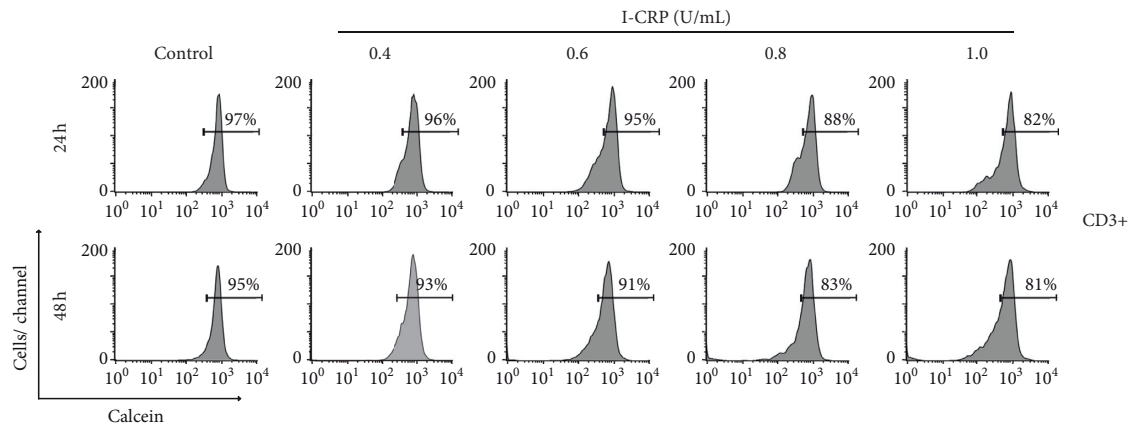 I-CRP (U/mL)
Control 0.4 0.6 0.8 1.0
24 h
200 200 200 200 200
97% 96% 95% 88% 82%
0 0 0 0 0
10⁰ 10¹ 10² 10³ 10⁴ 10⁰ 10¹ 10² 10³ 10⁴ 10⁰ 10¹ 10² 10³ 10⁴ 10⁰ 10¹ 10² 10³ 10⁴ 10⁰ 10¹ 10² 10³ 10⁴
CD3+
48 h
200 200 200 200 200
95% 93% 91% 83% 81%
0 0 0 0 0
10⁰ 10¹ 10² 10³ 10⁴ 10⁰ 10¹ 10² 10³ 10⁴ 10⁰ 10¹ 10² 10³ 10⁴ 10⁰ 10¹ 10² 10³ 10⁴ 10⁰ 10¹ 10² 10³ 10⁴
Cells/ channel
Calcein